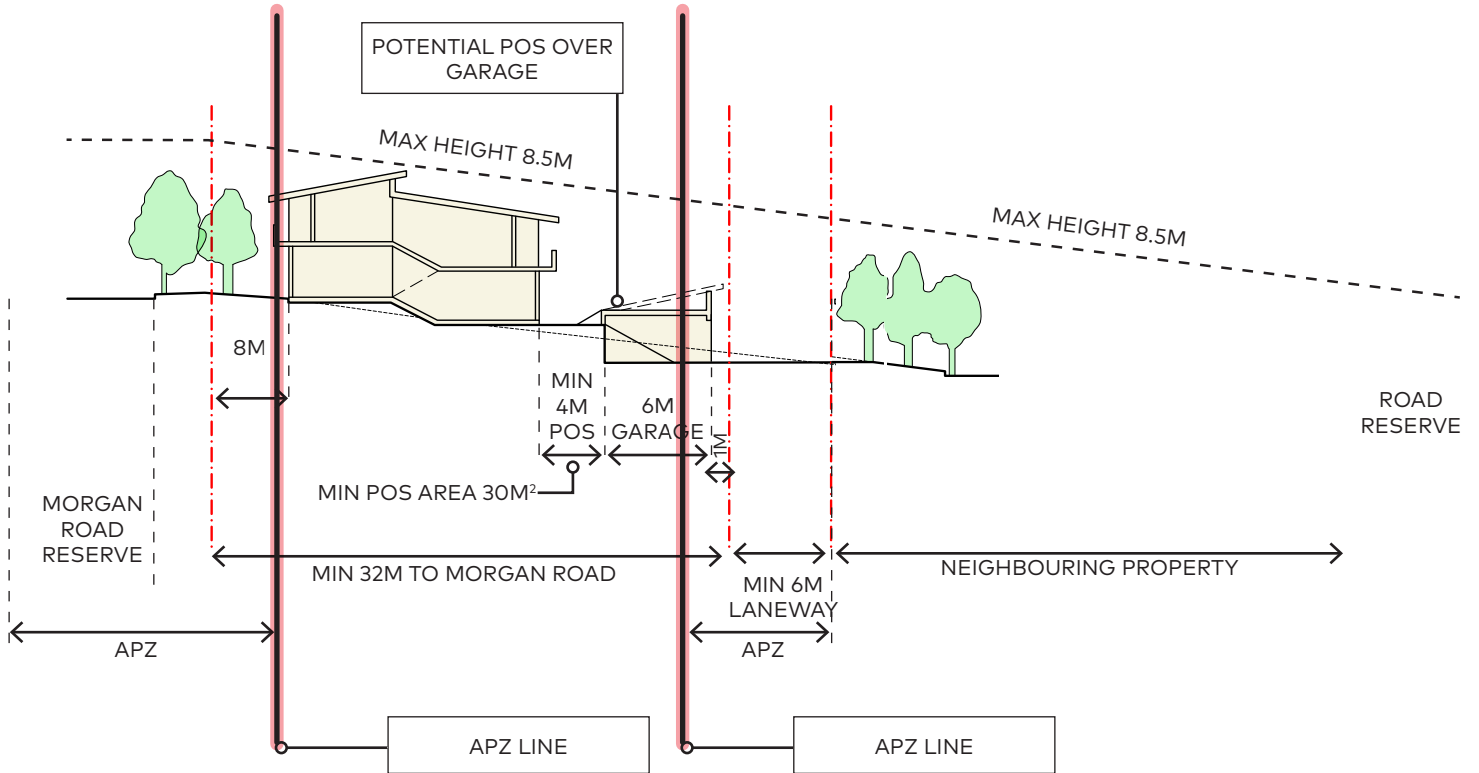 POTENTIAL POS OVER
GARAGE
MAX HEIGHT 8.5M
MAX HEIGHT 8.5M
8M
MIN
4M
POS
6M
GARAGE
1M
ROAD
RESERVE
MIN POS AREA 30M²
MORGAN
ROAD
RESERVE
MIN 32M TO MORGAN ROAD
MIN 6M
LANEWAY
NEIGHBOURING PROPERTY
APZ
APZ
APZ LINE
APZ LINE